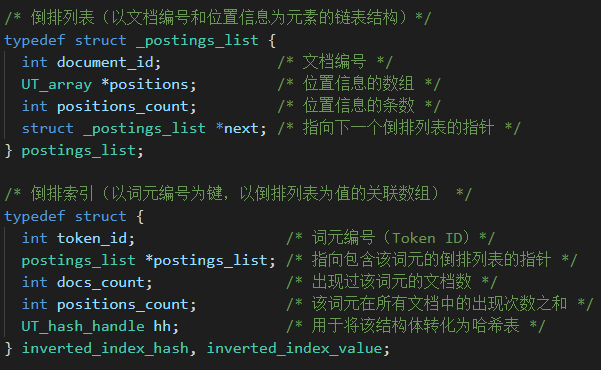 /* 倒排列表（以文档编号和位置信息为元素的链表结构）*/
typedef struct _postings_list {
  int document_id;             /* 文档编号 */
  UT_array *positions;         /* 位置信息的数组 */
  int positions_count;         /* 位置信息的条数 */
  struct _postings_list *next; /* 指向下一个倒排列表的指针 */
} postings_list;

/* 倒排索引（以词元编号为键，以倒排列表为值的关联数组） */
typedef struct {
  int token_id;                 /* 词元编号（Token ID）*/
  postings_list *postings_list; /* 指向包含该词元的倒排列表的指针 */
  int docs_count;               /* 出现过该词元的文档数 */
  int positions_count;          /* 该词元在所有文档中的出现次数之和 */
  UT_hash_handle hh;            /* 用于将该结构体转化为哈希表 */
} inverted_index_hash, inverted_index_value;